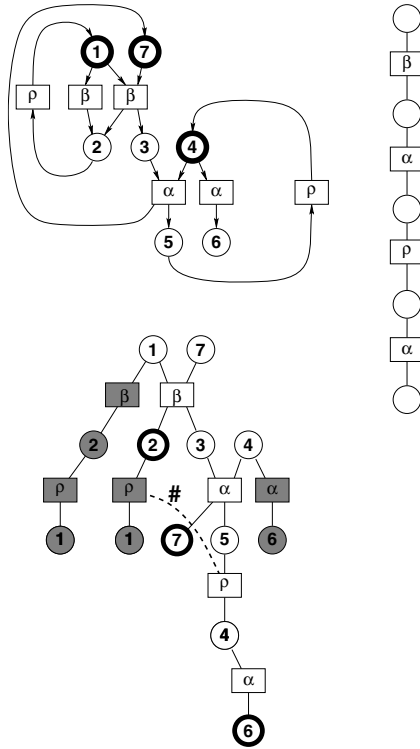 1 7
ρ β β
2 3 4
α α ρ
5 6
β
α
ρ
α
1 7
β β
2 2 3 4
ρ ρ # α α
1 1 7 5 6
ρ
4
α
6